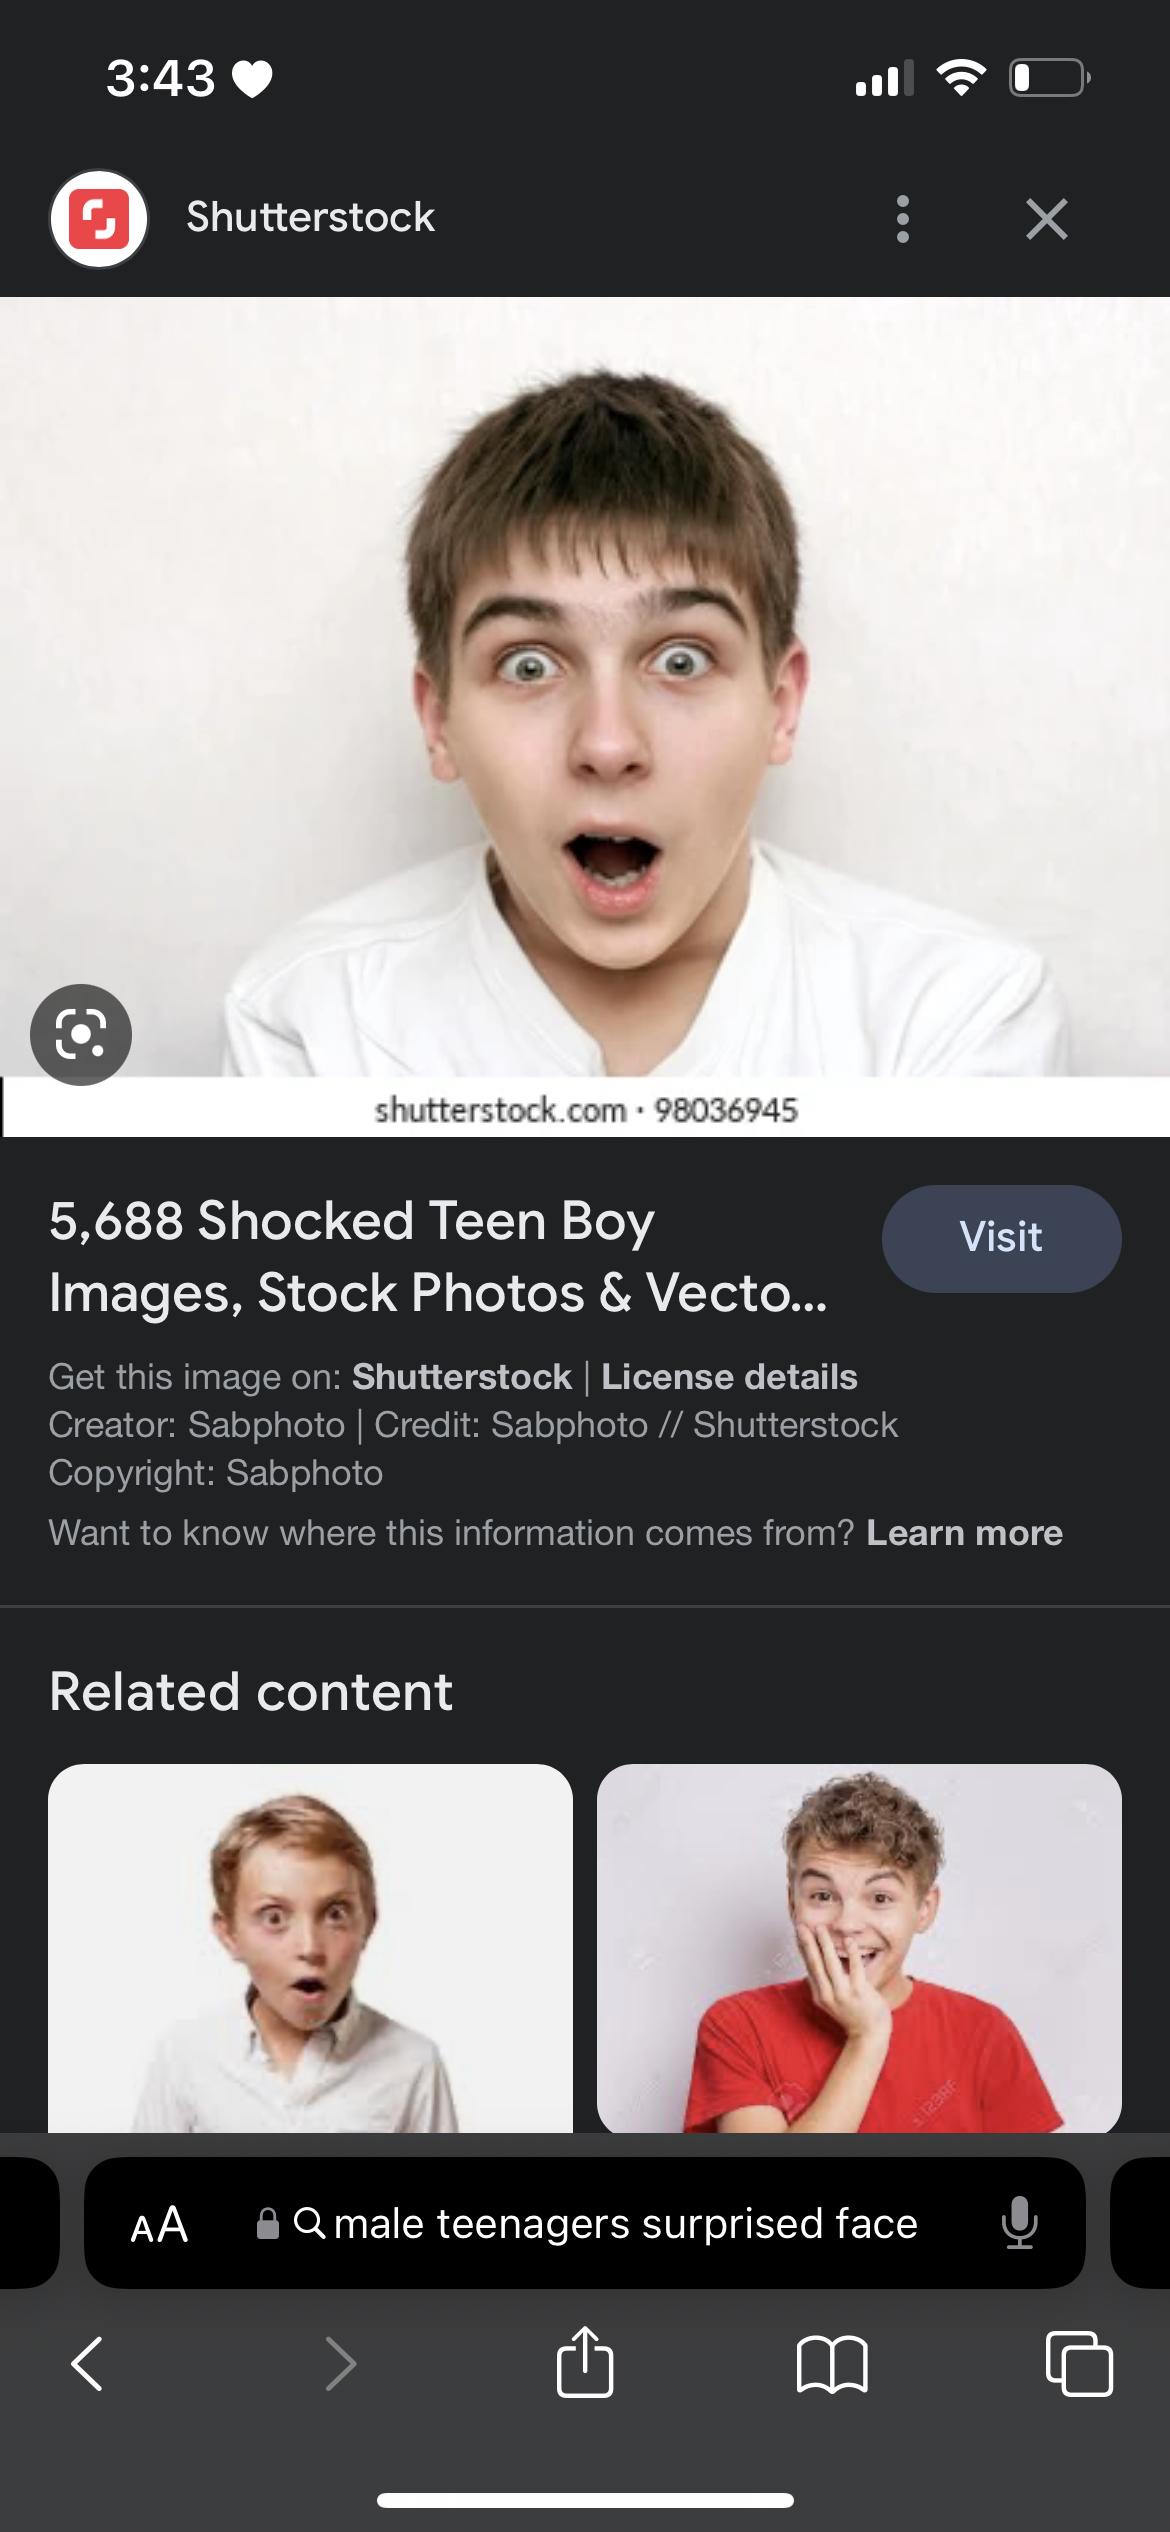 3:43
Shutterstock
shutterstock.com · 98036945
5,688 Shocked Teen Boy
Images, Stock Photos & Vecto...
Visit
Get this image on: Shutterstock | License details
Creator: Sabphoto | Credit: Sabphoto // Shutterstock
Copyright: Sabphoto
Want to know where this information comes from? Learn more
Related content
123RF
AA
male teenagers surprised face